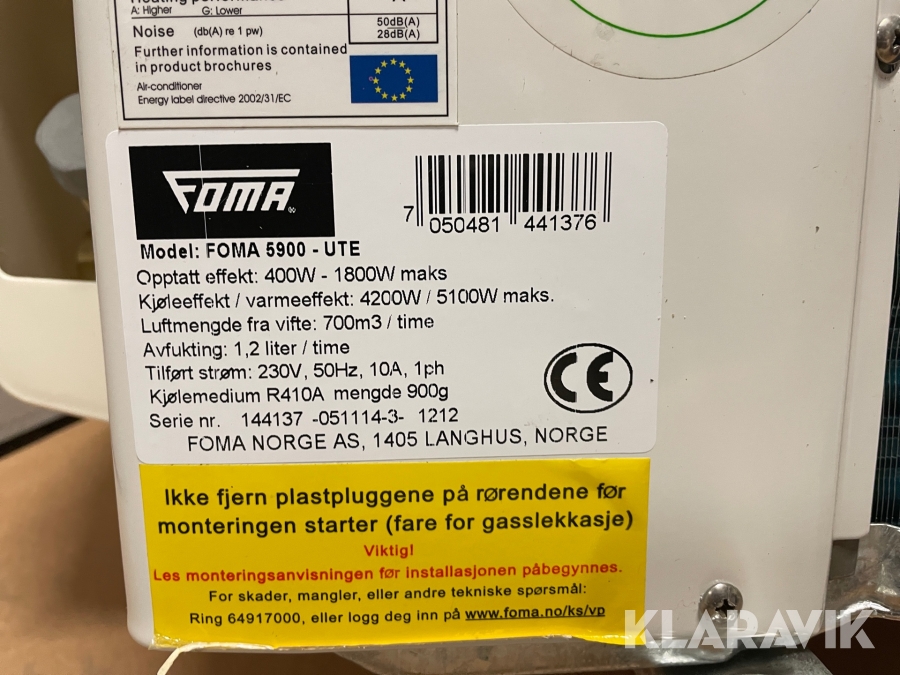 A: Higher G: Lower
Noise (db(A) re 1 pw) 50dB(A)
28dB(A)
Further information is contained
in product brochures
Air-conditioner
Energy label directive 2002/31/EC
FOMA
7 050481 441376
Model: FOMA 5900 - UTE
Opptatt effekt: 400W - 1800W maks
Kjøleeffekt / varmeeffekt: 4200W / 5100W maks.
Luftmengde fra vifte: 700m3 / time
Avfukting: 1,2 liter / time
Tilført strøm: 230V, 50Hz, 10A, 1ph
Kjølemedium R410A mengde 900g
CE
Serie nr. 144137 -051114-3- 1212
FOMA NORGE AS, 1405 LANGHUS, NORGE
Ikke fjern plastpluggene på rørendene før
monteringen starter (fare for gasslekkasje)
Viktig!
Les monteringsanvisningen før installasjonen påbegynnes.
For skader, mangler, eller andre tekniske spørsmål:
Ring 64917000, eller logg deg inn på www.foma.no/ks/vp
KLARAVIK